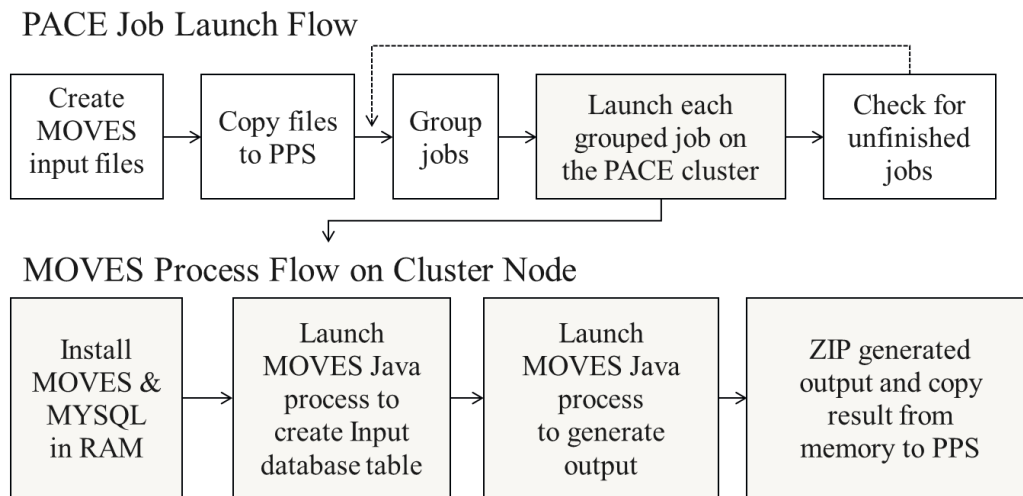 PACE Job Launch Flow
Create
MOVES
input files
Copy files
to PPS
Group
jobs
Launch each
grouped job on
the PACE cluster
Check for
unfinished
jobs
MOVES Process Flow on Cluster Node
Install
MOVES &
MYSQL
in RAM
Launch
MOVES Java
process to
create Input
database table
Launch
MOVES Java
process
to generate
output
ZIP generated
output and copy
result from
memory to PPS